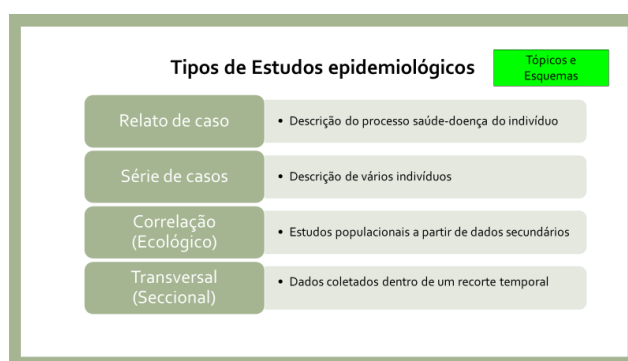 Tipos de Estudos epidemiológicos
Tópicos e
Esquemas
Relato de caso
• Descrição do processo saúde-doença do indivíduo
Série de casos
• Descrição de vários indivíduos
Correlação
(Ecológico)
• Estudos populacionais a partir de dados secundários
Transversal
(Seccional)
• Dados coletados dentro de um recorte temporal